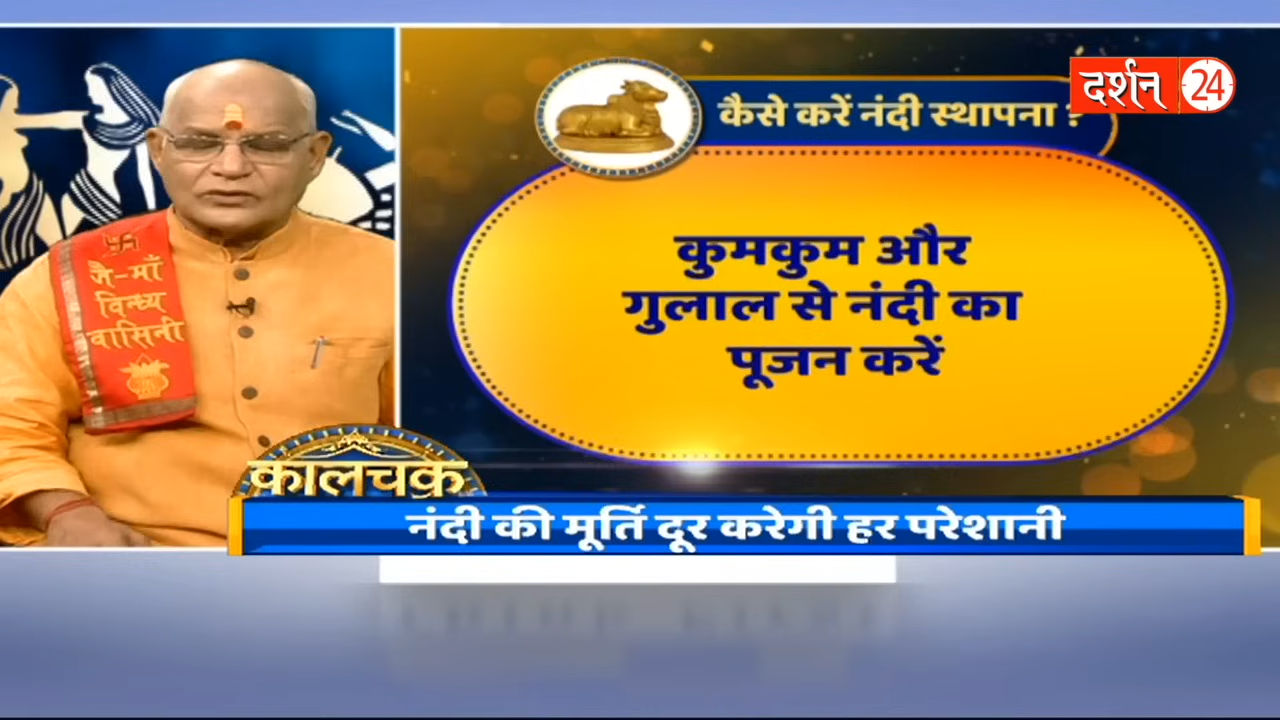 दर्शन 24
कैसे करें नंदी स्थापना ?
कुमकुम और
गुलाल से नंदी का
पूजन करें
जै-माँ
विन्ध्य
वासिनी
कालचक्र
नंदी की मूर्ति दूर करेगी हर परेशानी